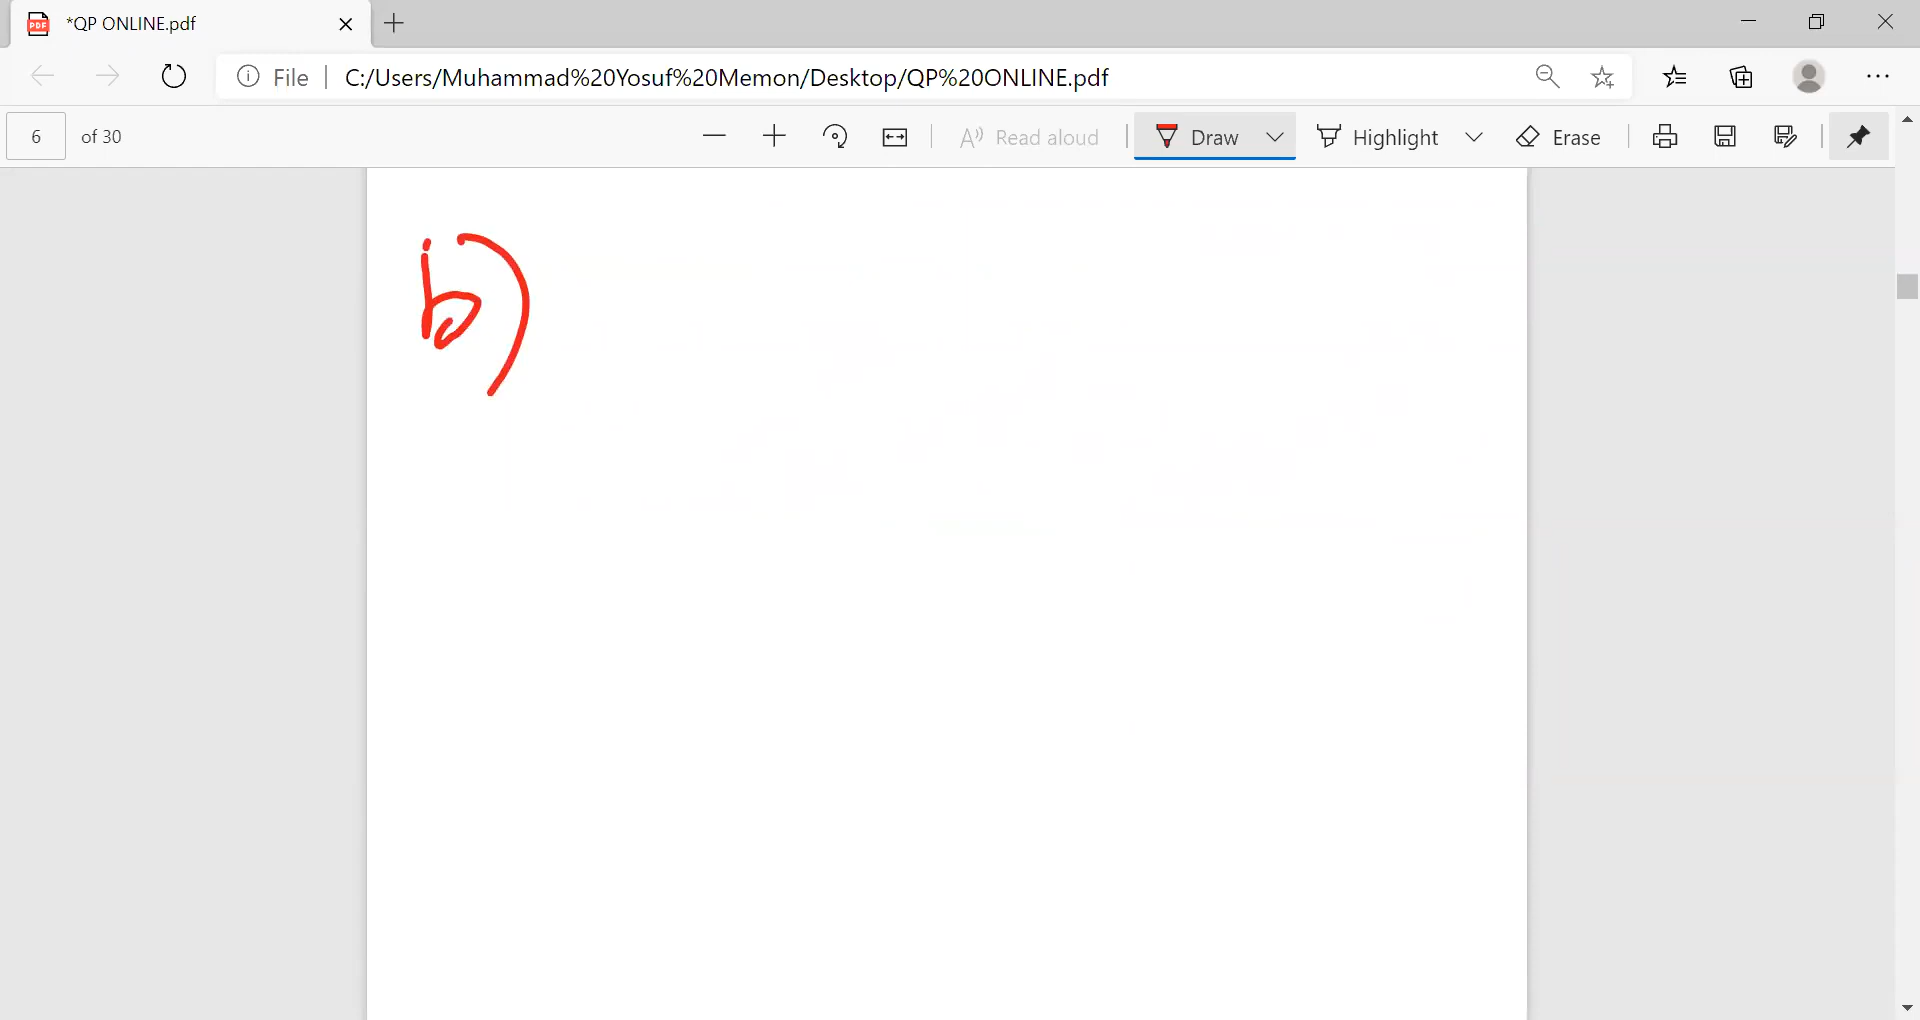 *QP ONLINE.pdf
File | C:/Users/Muhammad%20Yosuf%20Memon/Desktop/QP%20ONLINE.pdf
6 of 30 Read aloud Draw Highlight Erase
b)